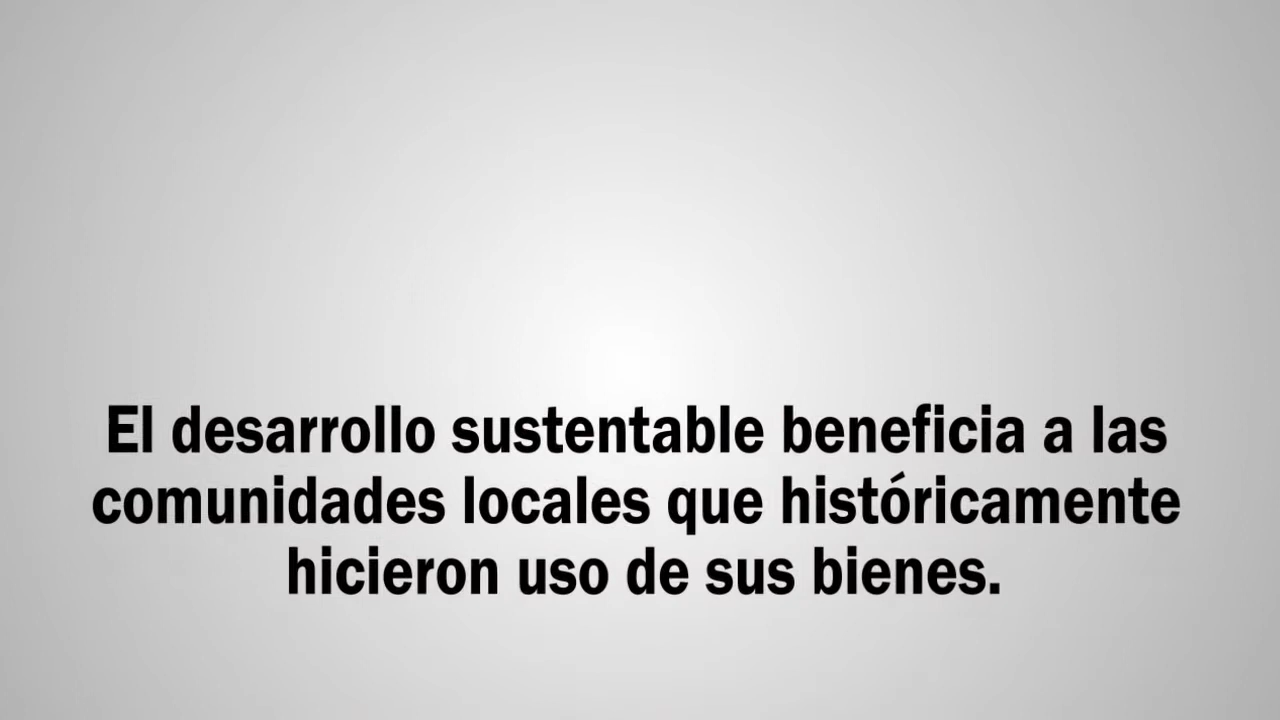 El desarrollo sustentable beneficia a las
comunidades locales que históricamente
hicieron uso de sus bienes.